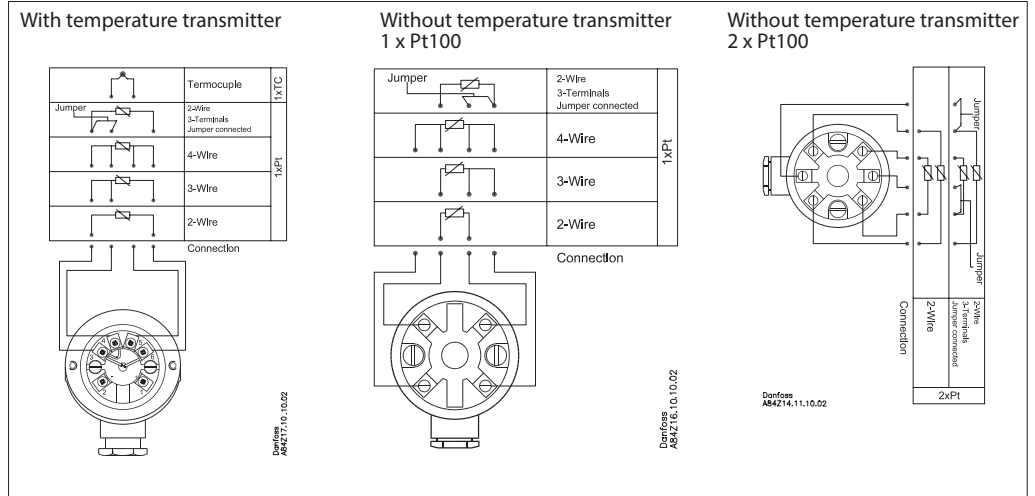 With temperature transmitter
Termocuple
1xTC
Jumper
2-Wire
3-Terminals
Jumper connected
4-Wire
3-Wire
2-Wire
1xPt
Connection
Danfoss
A84Z17.10.10.02
Without temperature transmitter
1 x Pt100
Jumper
2-Wire
3-Terminals
Jumper connected
4-Wire
3-Wire
2-Wire
1xPt
Connection
Danfoss
A84Z16.10.10.02
Without temperature transmitter
2 x Pt100
Jumper
Jumper
Connection
2-Wire
2-Wire
3-Terminals
Jumper connected
2xPt
Danfoss
A84Z14.11.10.02